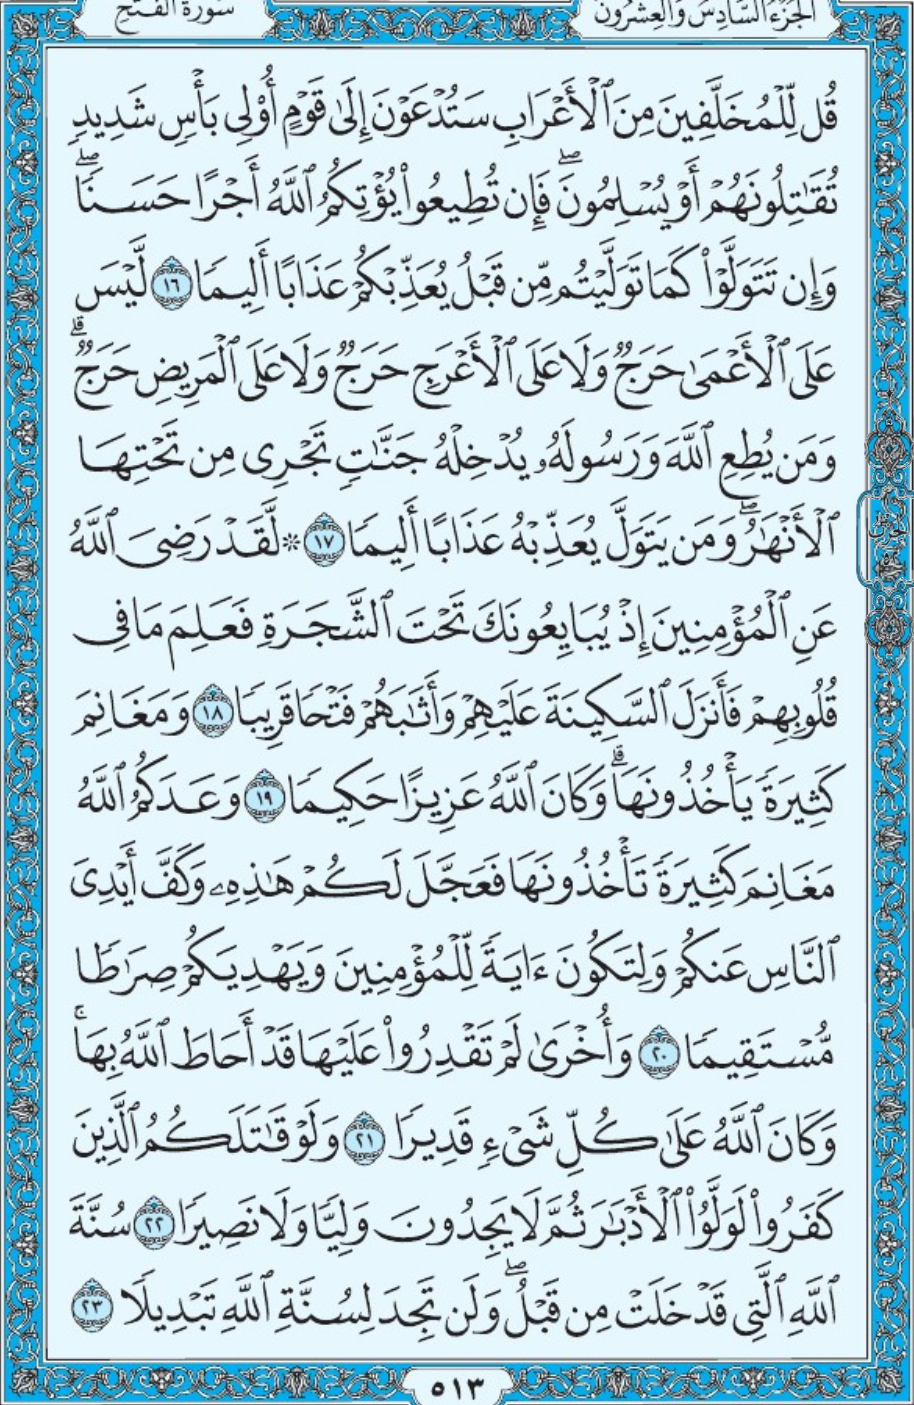 الجزء السادس والعشرون سورة الفتح
قُل لِّلْمُخَلَّفِينَ مِنَ ٱلْأَعْرَابِ سَتُدْعَوْنَ إِلَىٰ قَوْمٍ أُو۟لِى بَأْسٍ شَدِيدٍ
تُقَـٰتِلُونَهُمْ أَوْ يُسْلِمُونَ ۖ فَإِن تُطِيعُوا۟ يُؤْتِكُمُ ٱللَّهُ أَجْرًا حَسَنًا ۖ
وَإِن تَتَوَلَّوْا۟ كَمَا تَوَلَّيْتُم مِّن قَبْلُ يُعَذِّبْكُمْ عَذَابًا أَلِيمًا ١٦ لَّيْسَ
عَلَى ٱلْأَعْمَىٰ حَرَجٌ وَلَا عَلَى ٱلْأَعْرَجِ حَرَجٌ وَلَا عَلَى ٱلْمَرِيضِ حَرَجٌ ۗ
وَمَن يُطِعِ ٱللَّهَ وَرَسُولَهُۥ يُدْخِلْهُ جَنَّـٰتٍ تَجْرِى مِن تَحْتِهَا
ٱلْأَنْهَـٰرُ ۖ وَمَن يَتَوَلَّ يُعَذِّبْهُ عَذَابًا أَلِيمًا ١٧ * لَّقَدْ رَضِىَ ٱللَّهُ
عَنِ ٱلْمُؤْمِنِينَ إِذْ يُبَايِعُونَكَ تَحْتَ ٱلشَّجَرَةِ فَعَلِمَ مَا فِى
قُلُوبِهِمْ فَأَنزَلَ ٱلسَّكِينَةَ عَلَيْهِمْ وَأَثَـٰبَهُمْ فَتْحًا قَرِيبًا ١٨ وَمَغَانِمَ
كَثِيرَةً يَأْخُذُونَهَا ۗ وَكَانَ ٱللَّهُ عَزِيزًا حَكِيمًا ١٩ وَعَدَكُمُ ٱللَّهُ
مَغَانِمَ كَثِيرَةً تَأْخُذُونَهَا فَعَجَّلَ لَكُمْ هَـٰذِهِۦ وَكَفَّ أَيْدِىَ
ٱلنَّاسِ عَنكُمْ وَلِتَكُونَ ءَايَةً لِّلْمُؤْمِنِينَ وَيَهْدِيَكُمْ صِرَٰطًا
مُّسْتَقِيمًا ٢٠ وَأُخْرَىٰ لَمْ تَقْدِرُوا۟ عَلَيْهَا قَدْ أَحَاطَ ٱللَّهُ بِهَا ۚ
وَكَانَ ٱللَّهُ عَلَىٰ كُلِّ شَىْءٍ قَدِيرًا ٢١ وَلَوْ قَـٰتَلَكُمُ ٱلَّذِينَ
كَفَرُوا۟ لَوَلَّوُا۟ ٱلْأَدْبَـٰرَ ثُمَّ لَا يَجِدُونَ وَلِيًّا وَلَا نَصِيرًا ٢٢ سُنَّةَ
ٱللَّهِ ٱلَّتِى قَدْ خَلَتْ مِن قَبْلُ ۖ وَلَن تَجِدَ لِسُنَّةِ ٱللَّهِ تَبْدِيلًا ٢٣
٥١٣